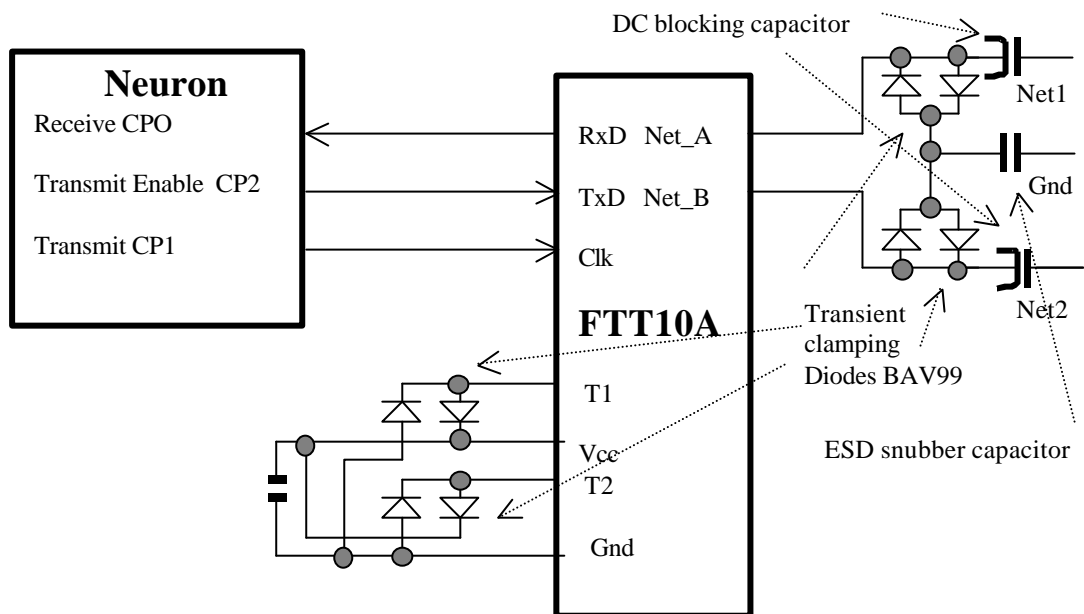 DC blocking capacitor
Neuron
Receive CPO
Transmit Enable CP2
Transmit CP1
RxD Net_A
TxD Net_B
Clk
FTT10A
T1
Vcc
T2
Gnd
Net1
Gnd
Net2
Transient
clamping
Diodes BAV99
ESD snubber capacitor